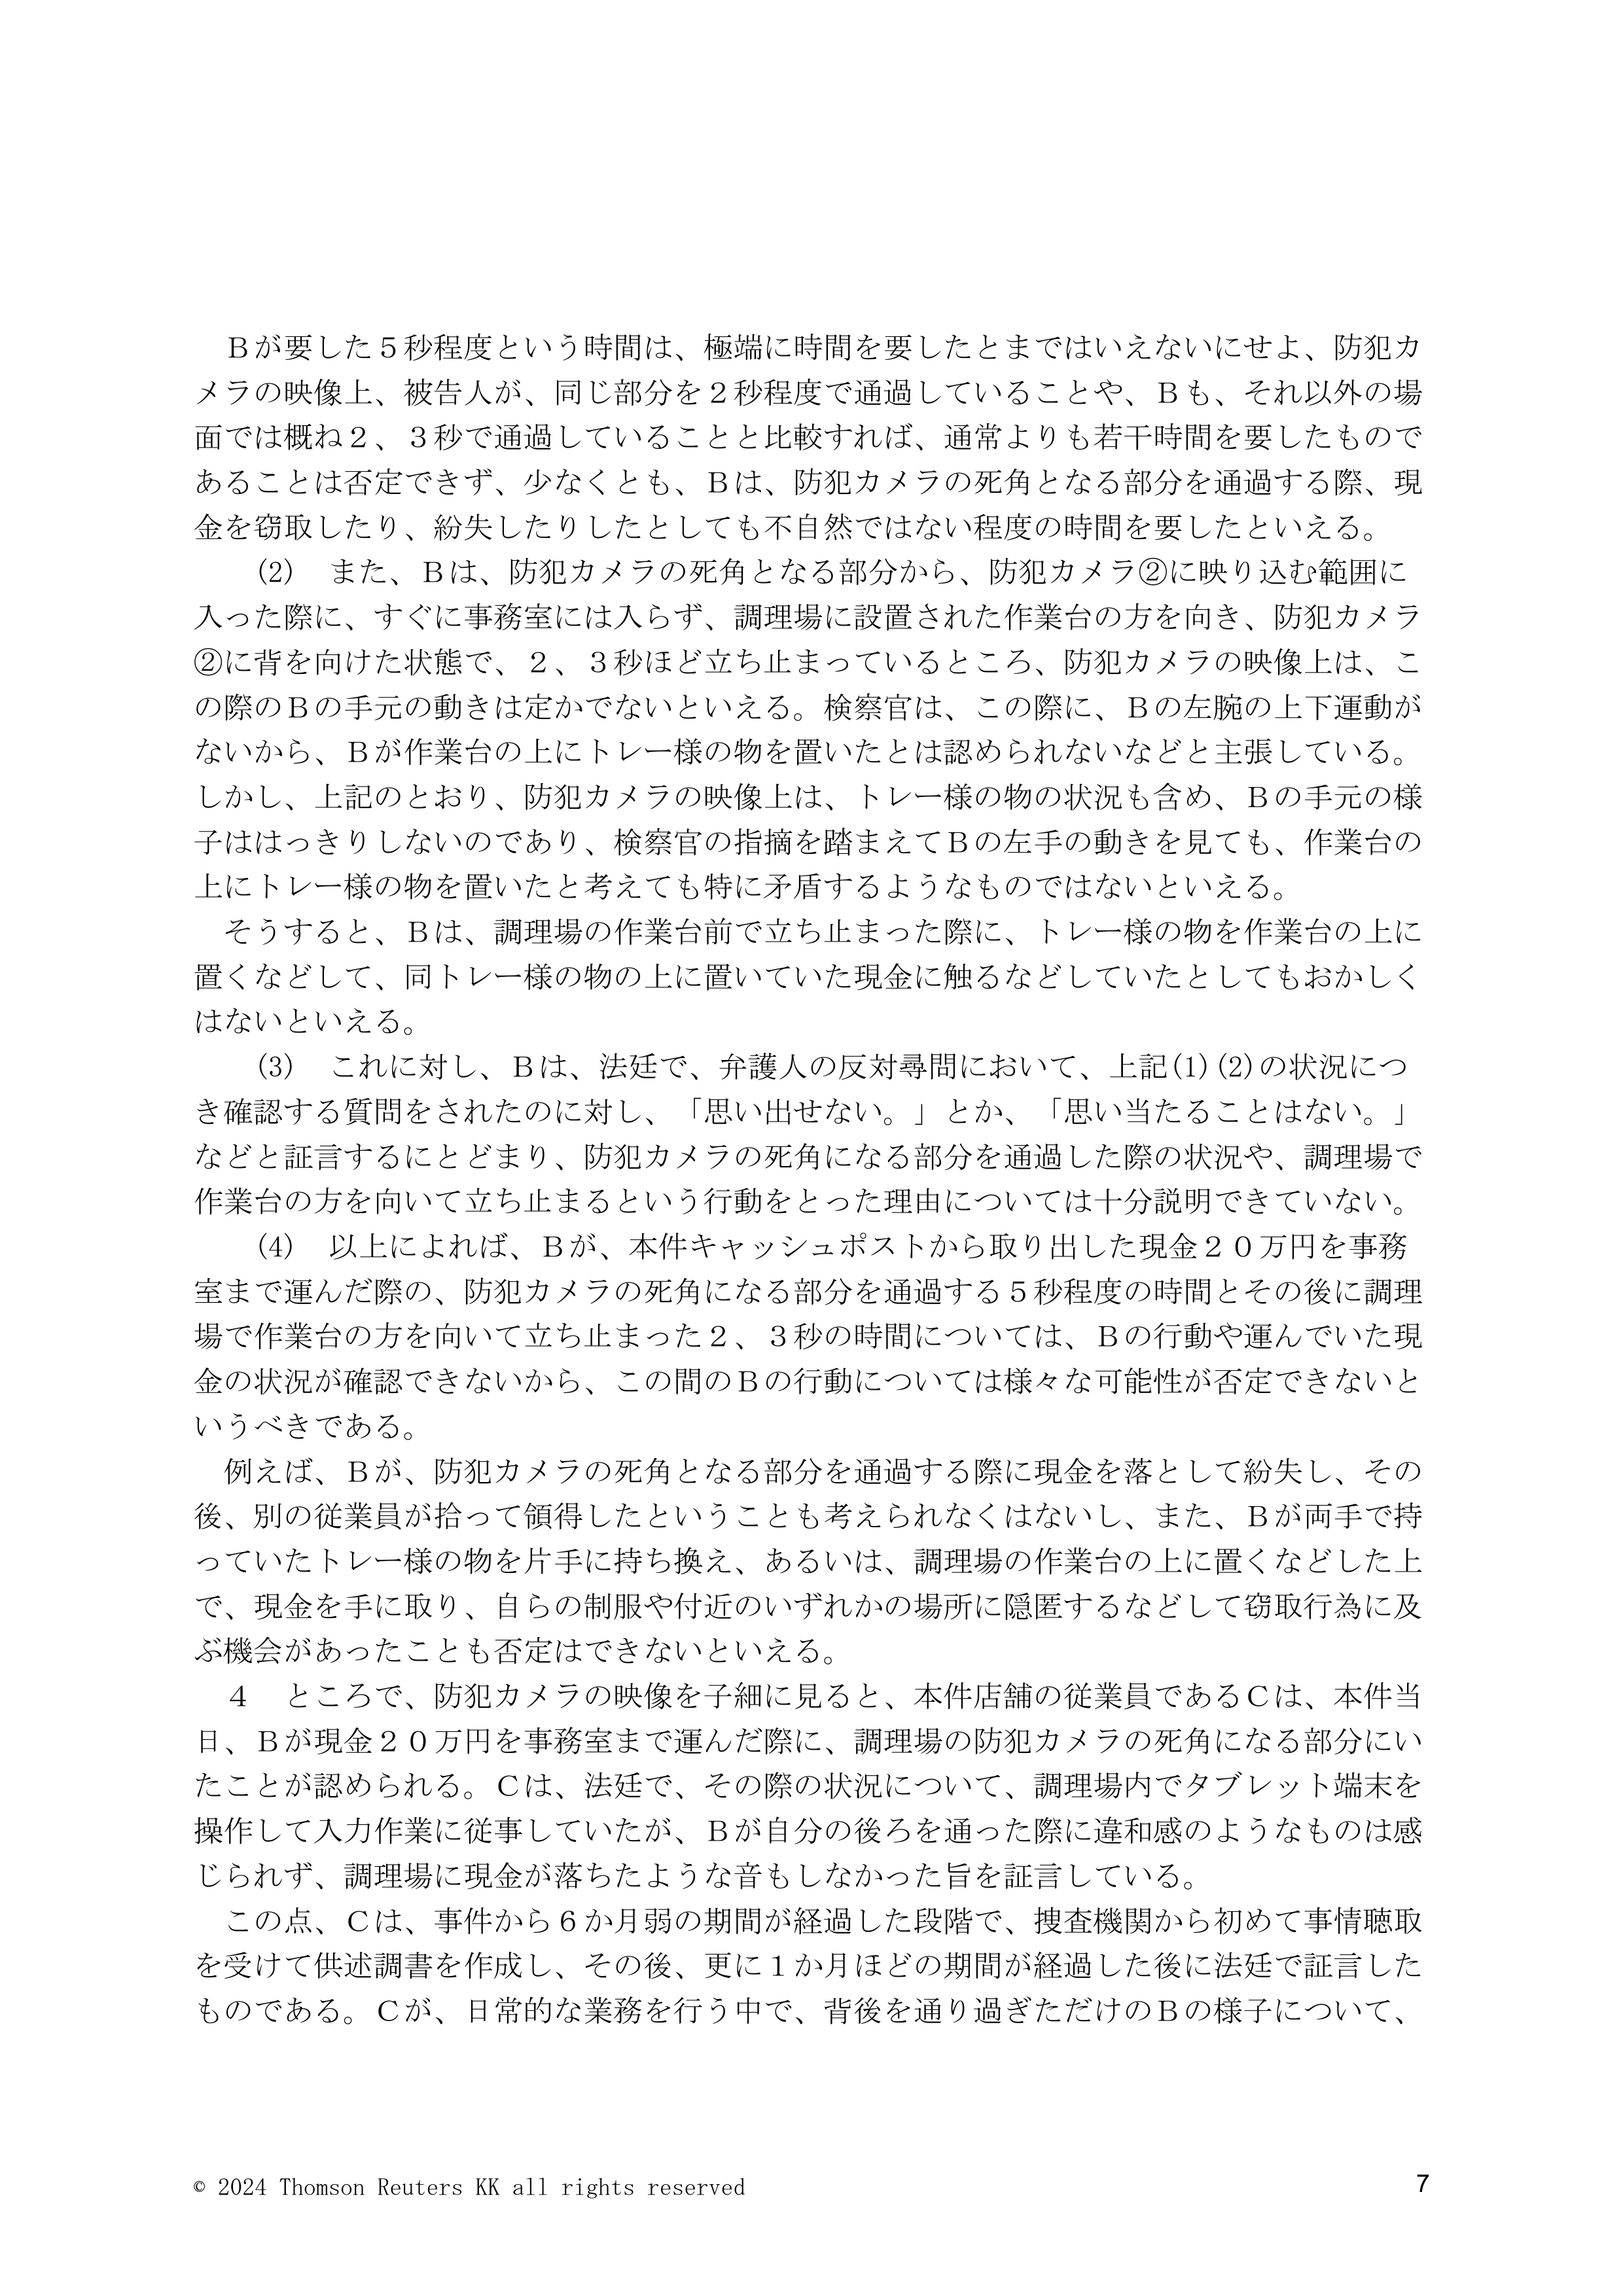 Ｂが要した５秒程度という時間は、極端に時間を要したとまではいえないにせよ、防犯カ
メラの映像上、被告人が、同じ部分を２秒程度で通過していることや、Ｂも、それ以外の場
面では概ね２、３秒で通過していることと比較すれば、通常よりも若干時間を要したもので
あることは否定できず、少なくとも、Ｂは、防犯カメラの死角となる部分を通過する際、現
金を窃取したり、紛失したりしたとしても不自然ではない程度の時間を要したといえる。
　　(2)　また、Ｂは、防犯カメラの死角となる部分から、防犯カメラ②に映り込む範囲に
入った際に、すぐに事務室には入らず、調理場に設置された作業台の方を向き、防犯カメラ
②に背を向けた状態で、２、３秒ほど立ち止まっているところ、防犯カメラの映像上は、こ
の際のＢの手元の動きは定かでないといえる。検察官は、この際に、Ｂの左腕の上下運動が
ないから、Ｂが作業台の上にトレー様の物を置いたとは認められないなどと主張している。
しかし、上記のとおり、防犯カメラの映像上は、トレー様の物の状況も含め、Ｂの手元の様
子ははっきりしないのであり、検察官の指摘を踏まえてＢの左手の動きを見ても、作業台の
上にトレー様の物を置いたと考えても特に矛盾するようなものではないといえる。
　そうすると、Ｂは、調理場の作業台前で立ち止まった際に、トレー様の物を作業台の上に
置くなどして、同トレー様の物の上に置いていた現金に触るなどしていたとしてもおかしく
はないといえる。
　　(3)　これに対し、Ｂは、法廷で、弁護人の反対尋問において、上記(1)(2)の状況につ
き確認する質問をされたのに対し、「思い出せない。」とか、「思い当たることはない。」
などと証言するにとどまり、防犯カメラの死角になる部分を通過した際の状況や、調理場で
作業台の方を向いて立ち止まるという行動をとった理由については十分説明できていない。
　　(4)　以上によれば、Ｂが、本件キャッシュポストから取り出した現金２０万円を事務
室まで運んだ際の、防犯カメラの死角になる部分を通過する５秒程度の時間とその後に調理
場で作業台の方を向いて立ち止まった２、３秒の時間については、Ｂの行動や運んでいた現
金の状況が確認できないから、この間のＢの行動については様々な可能性が否定できないと
いうべきである。
　例えば、Ｂが、防犯カメラの死角となる部分を通過する際に現金を落として紛失し、その
後、別の従業員が拾って領得したということも考えられなくはないし、また、Ｂが両手で持
っていたトレー様の物を片手に持ち換え、あるいは、調理場の作業台の上に置くなどした上
で、現金を手に取り、自らの制服や付近のいずれかの場所に隠匿するなどして窃取行為に及
ぶ機会があったことも否定はできないといえる。
　４　ところで、防犯カメラの映像を子細に見ると、本件店舗の従業員であるＣは、本件当
日、Ｂが現金２０万円を事務室まで運んだ際に、調理場の防犯カメラの死角になる部分にい
たことが認められる。Ｃは、法廷で、その際の状況について、調理場内でタブレット端末を
操作して入力作業に従事していたが、Ｂが自分の後ろを通った際に違和感のようなものは感
じられず、調理場に現金が落ちたような音もしなかった旨を証言している。
　この点、Ｃは、事件から６か月弱の期間が経過した段階で、捜査機関から初めて事情聴取
を受けて供述調書を作成し、その後、更に１か月ほどの期間が経過した後に法廷で証言した
ものである。Ｃが、日常的な業務を行う中で、背後を通り過ぎただけのＢの様子について、
© 2024 Thomson Reuters KK all rights reserved
7